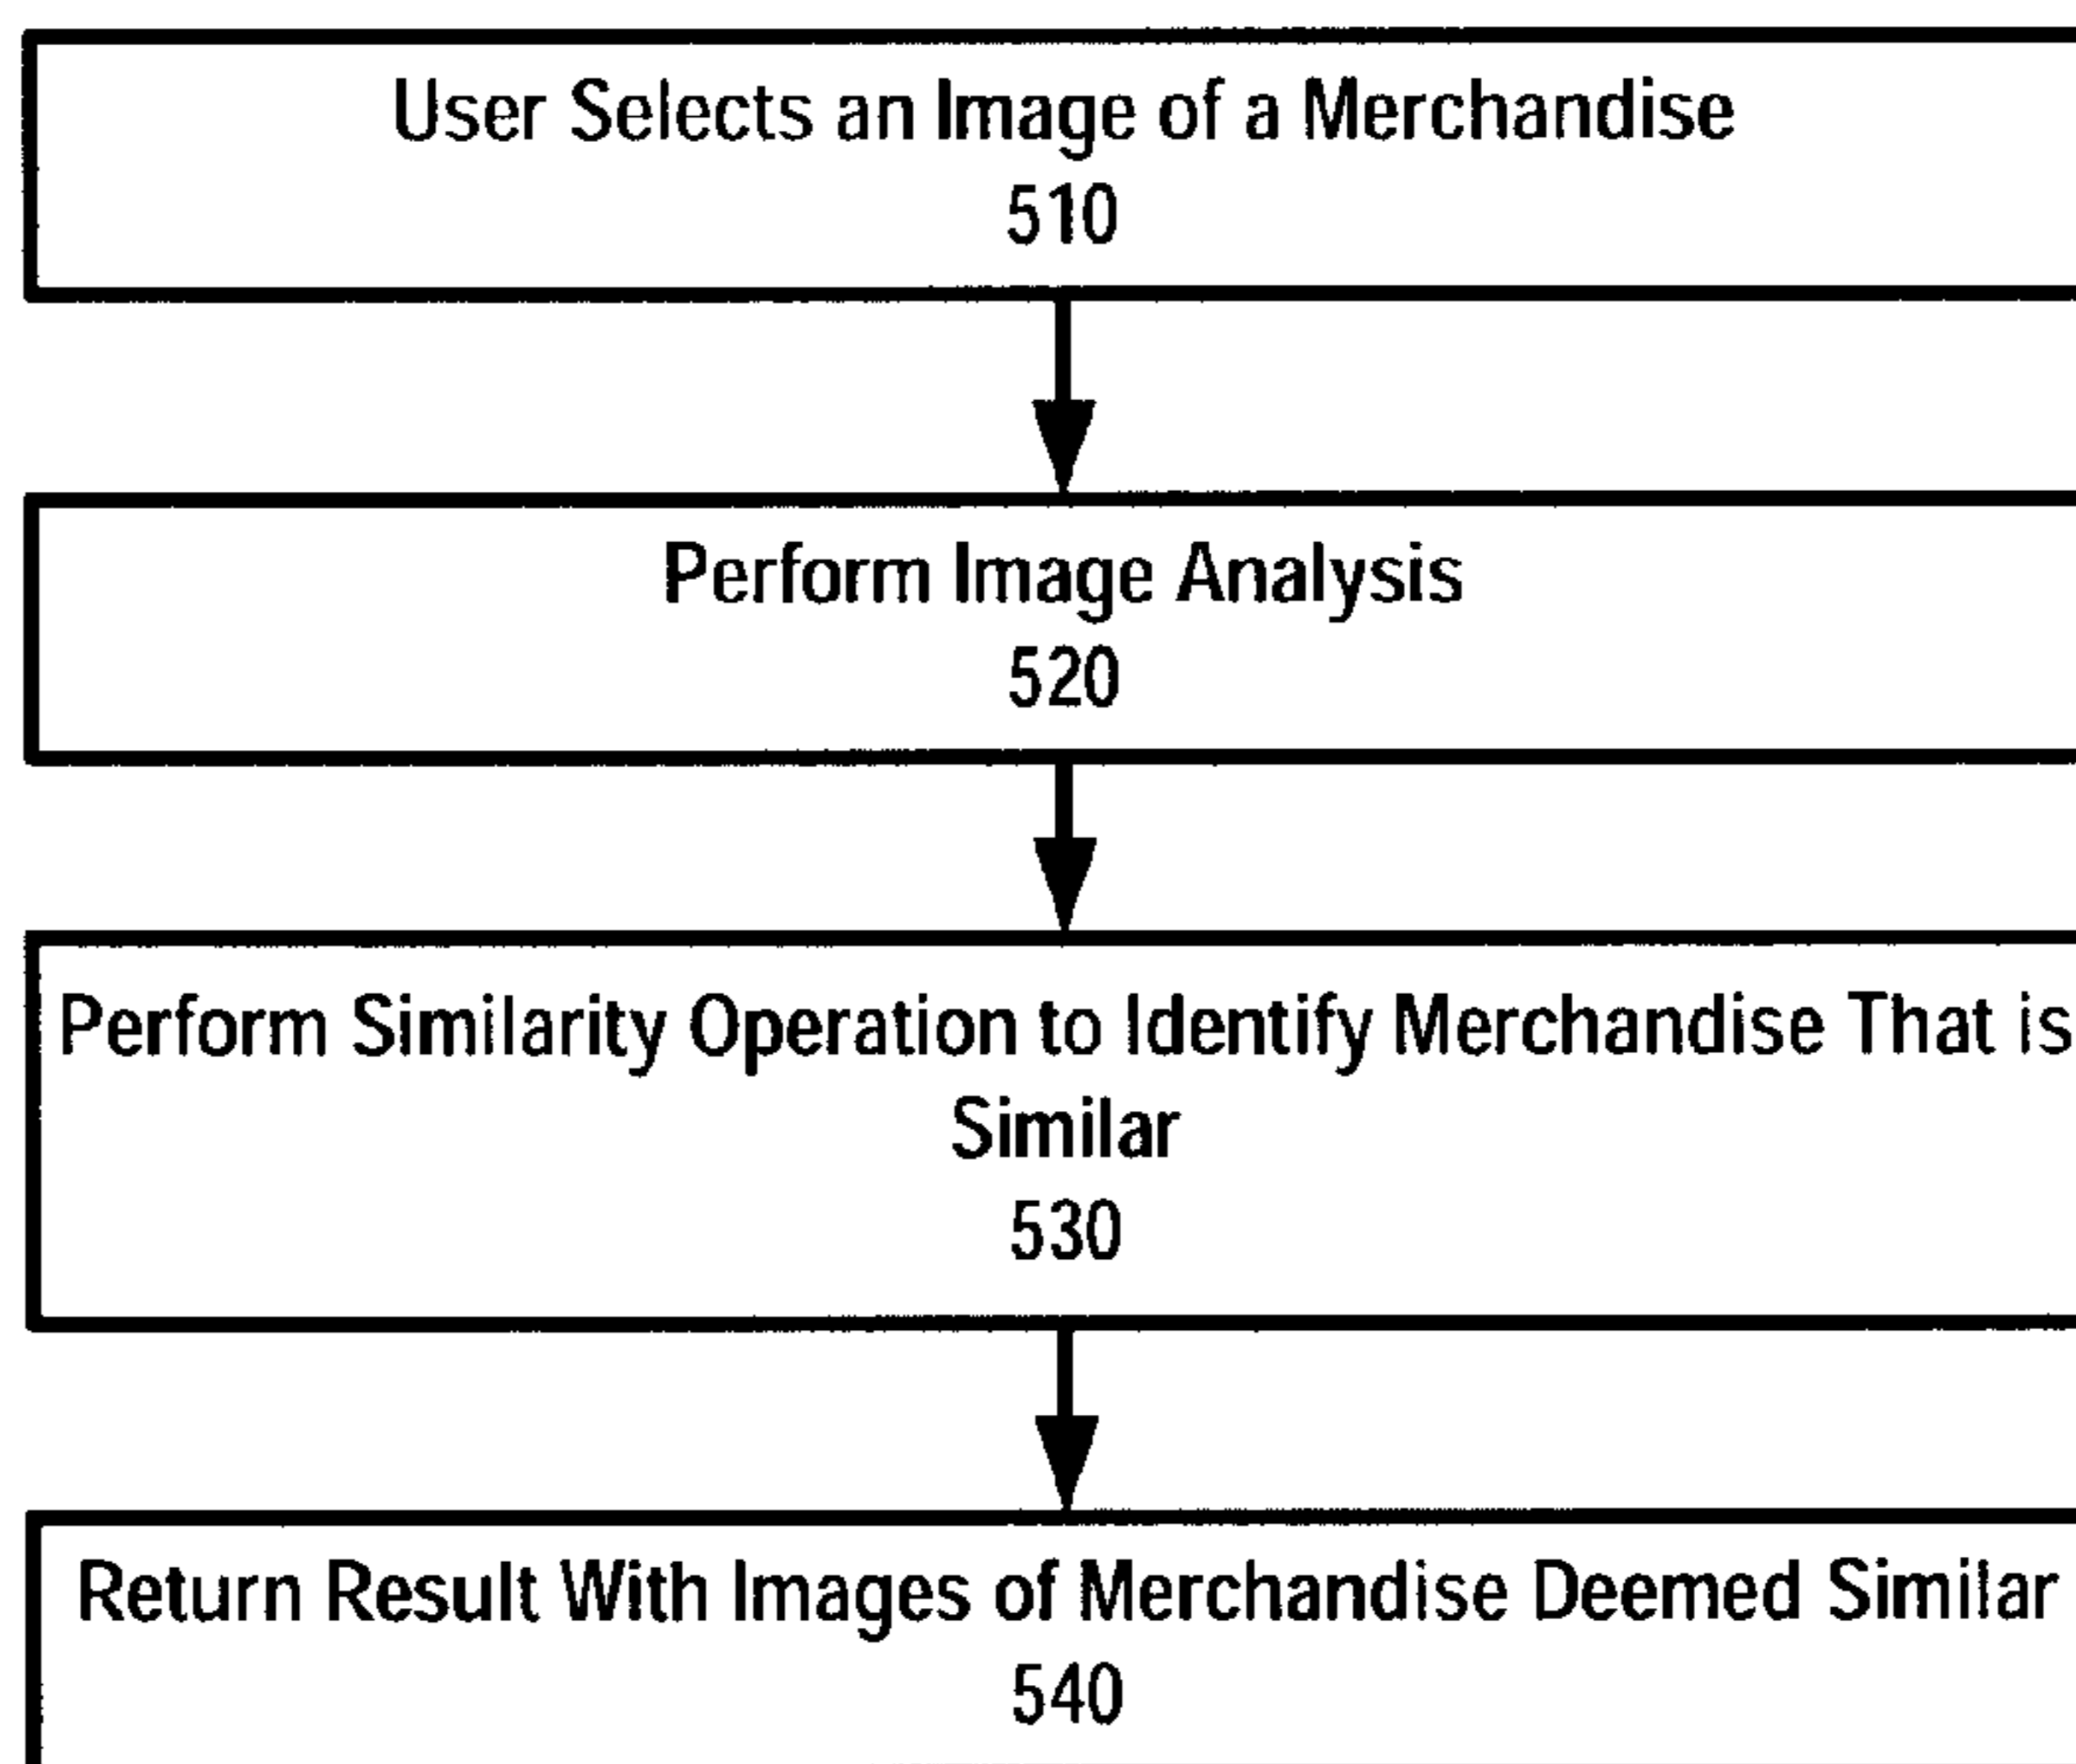 User Selects an Image of a Merchandise
510
Perform Image Analysis
520
Perform Similarity Operation to Identify Merchandise That is
Similar
530
Return Result With Images of Merchandise Deemed Similar
540